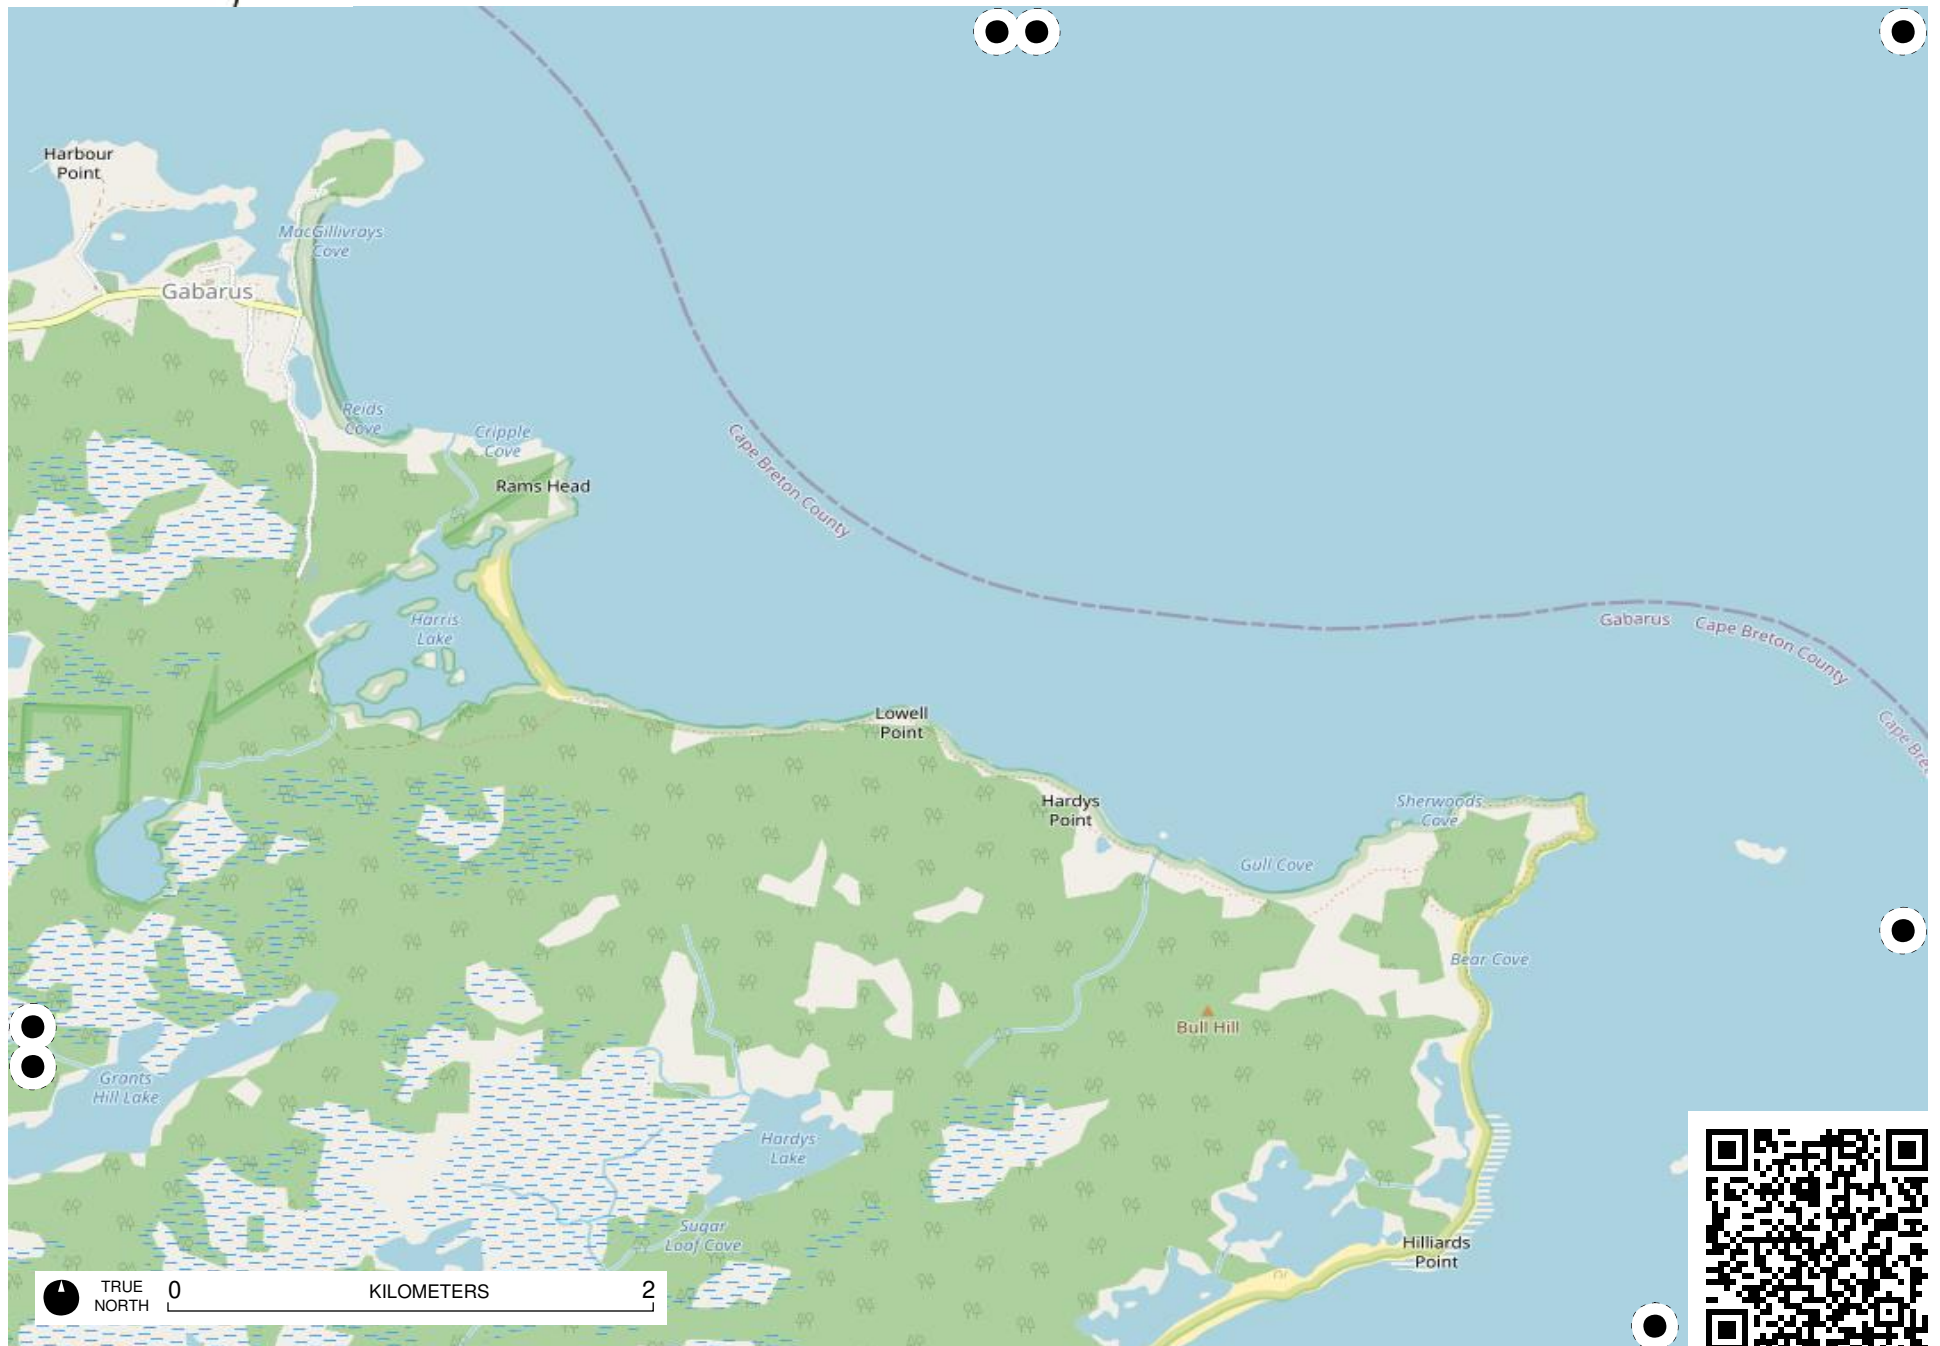 Harbour
Point
MacGillivrays
Cove
Gabarus
Reids
Cove
Cripple
Cove
Rams Head
Cape Breton County
Harris
Lake
Gabarus
Cape Breton County
Lowell
Point
Cape Bre
Hardys
Point
Sherwoods
Cove
Gull Cove
Bear Cove
Bull Hill
Grants
Hill Lake
Hardys
Lake
Sugar
Loaf Cove
Hilliards
Point
TRUE
NORTH
0 KILOMETERS 2